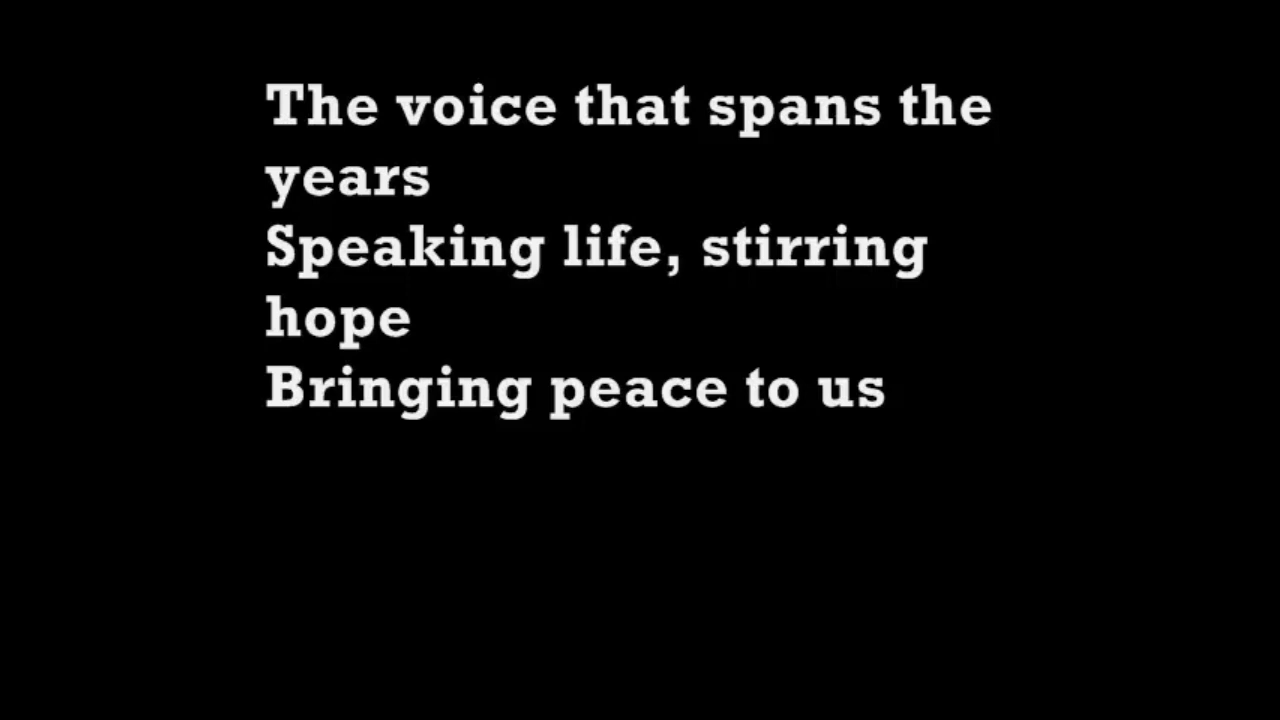 The voice that spans the
years
Speaking life, stirring
hope
Bringing peace to us